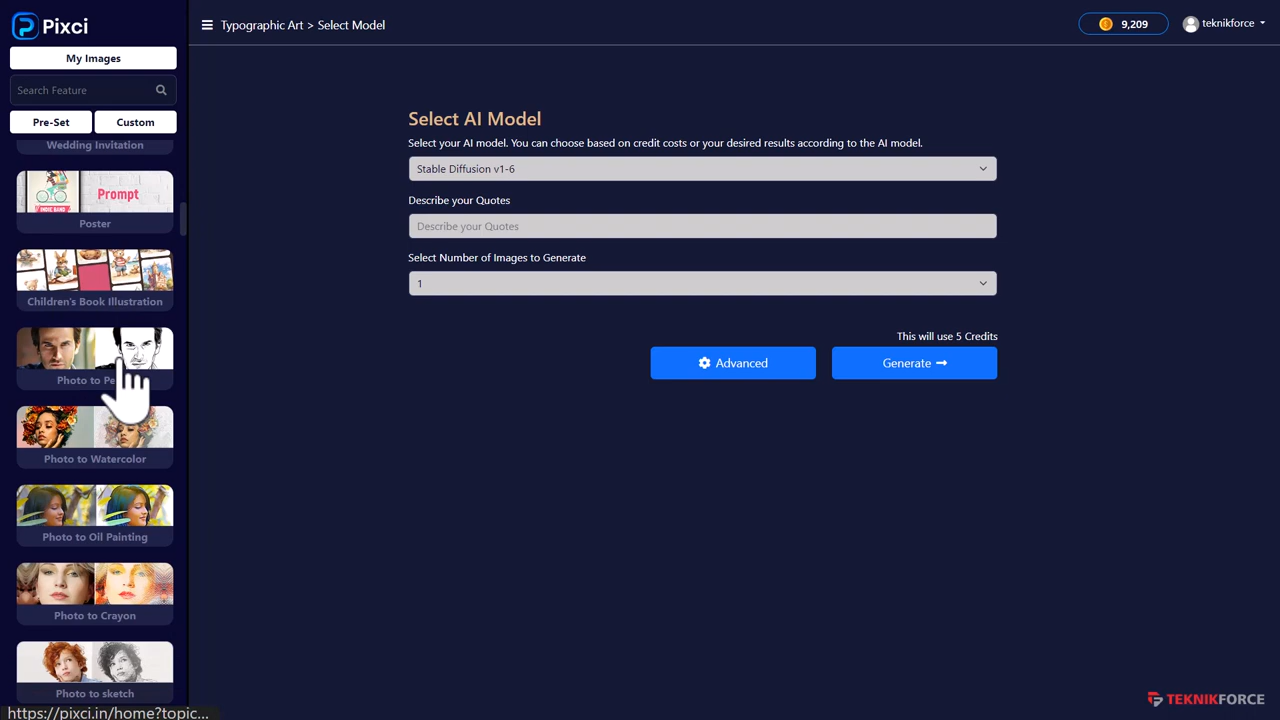 Pixci
Typographic Art > Select Model
9,209
teknikforce
My Images
Search Feature
Pre-Set
Custom
Wedding Invitation
INDIE BAND
Prompt
Poster
Children's Book Illustration
Photo to Pe
Photo to Watercolor
Photo to Oil Painting
Photo to Crayon
Photo to sketch
Select AI Model
Select your AI model. You can choose based on credit costs or your desired results according to the AI model.
Stable Diffusion v1-6
Describe your Quotes
Describe your Quotes
Select Number of Images to Generate
1
This will use 5 Credits
Advanced
Generate
https://pixci.in/home?topic...
TEKNIKFORCE